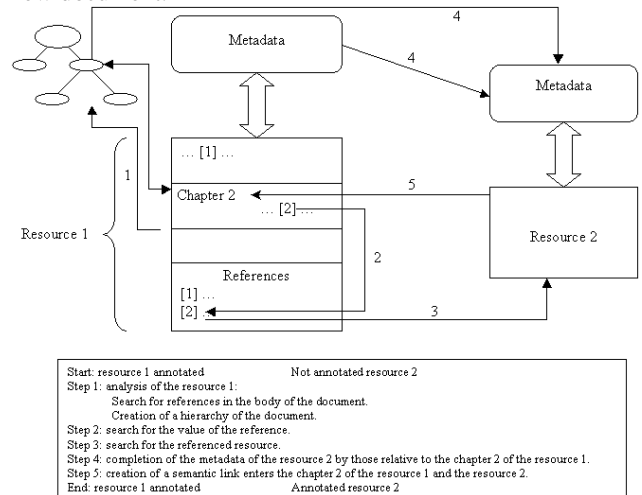 4
Metadata
4
Metadata
... [1] ...
1
Chapter 2
5
... [2] ...
Resource 1
Resource 2
2
References
[1] ...
[2] ..
3
Start: resource 1 annotated Not annotated resource 2
Step 1: analysis of the resource 1:
Search for references in the body of the document.
Creation of a hierarchy of the document.
Step 2: search for the value of the reference.
Step 3: search for the referenced resource.
Step 4: completion of the metadata of the resource 2 by those relative to the chapter 2 of the resource 1.
Step 5: creation of a semantic link enters the chapter 2 of the resource 1 and the resource 2.
End: resource 1 annotated Annotated resource 2